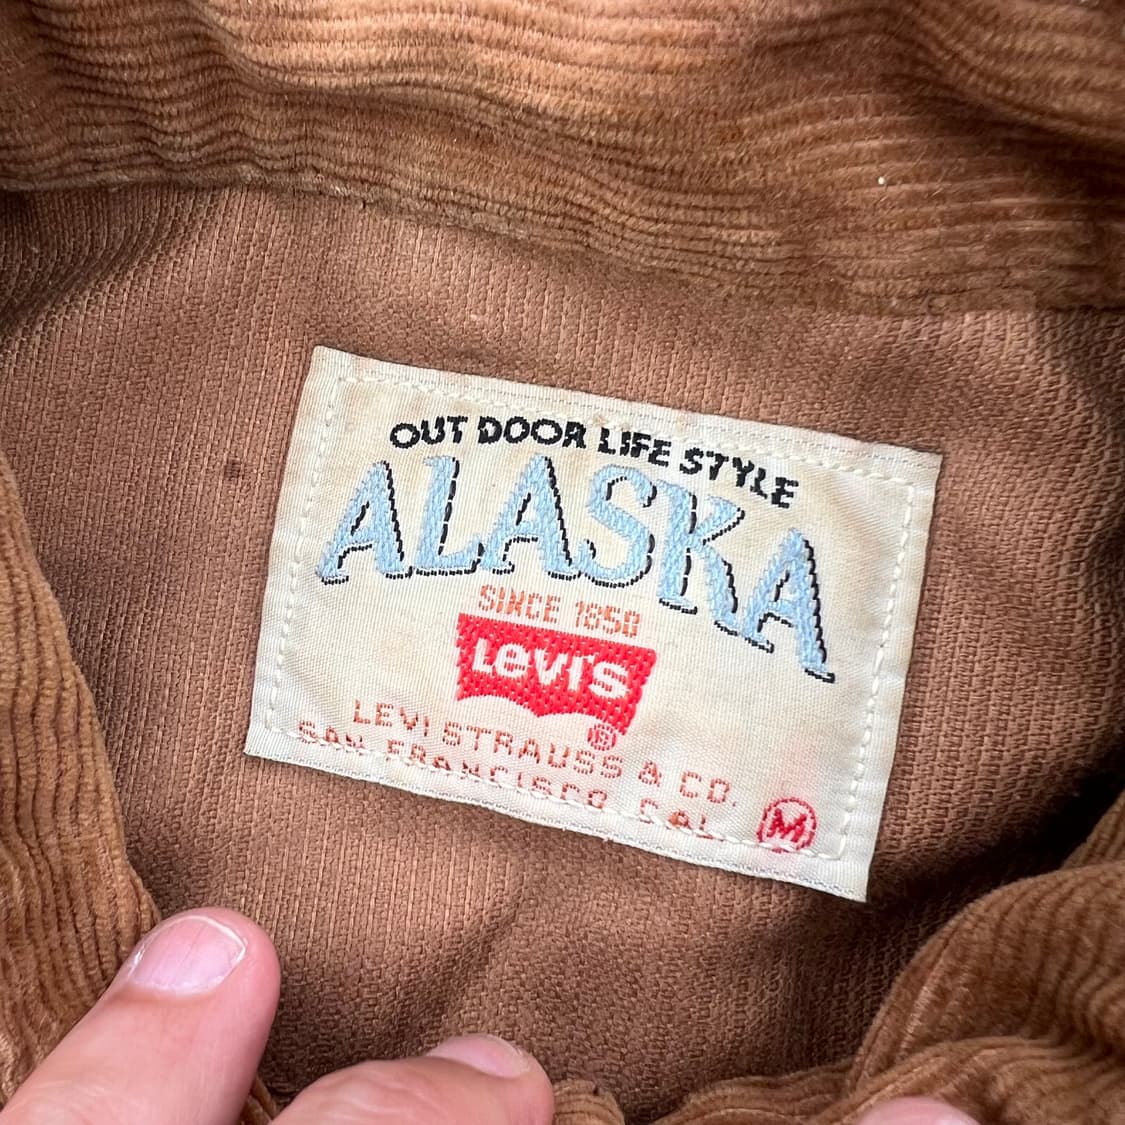 OUT DOOR LIFE STYLE
ALASKA
SINCE 1850
Levi's
®
LEVI STRAUSS & CO.
SAN FRANCISCO CAL
M